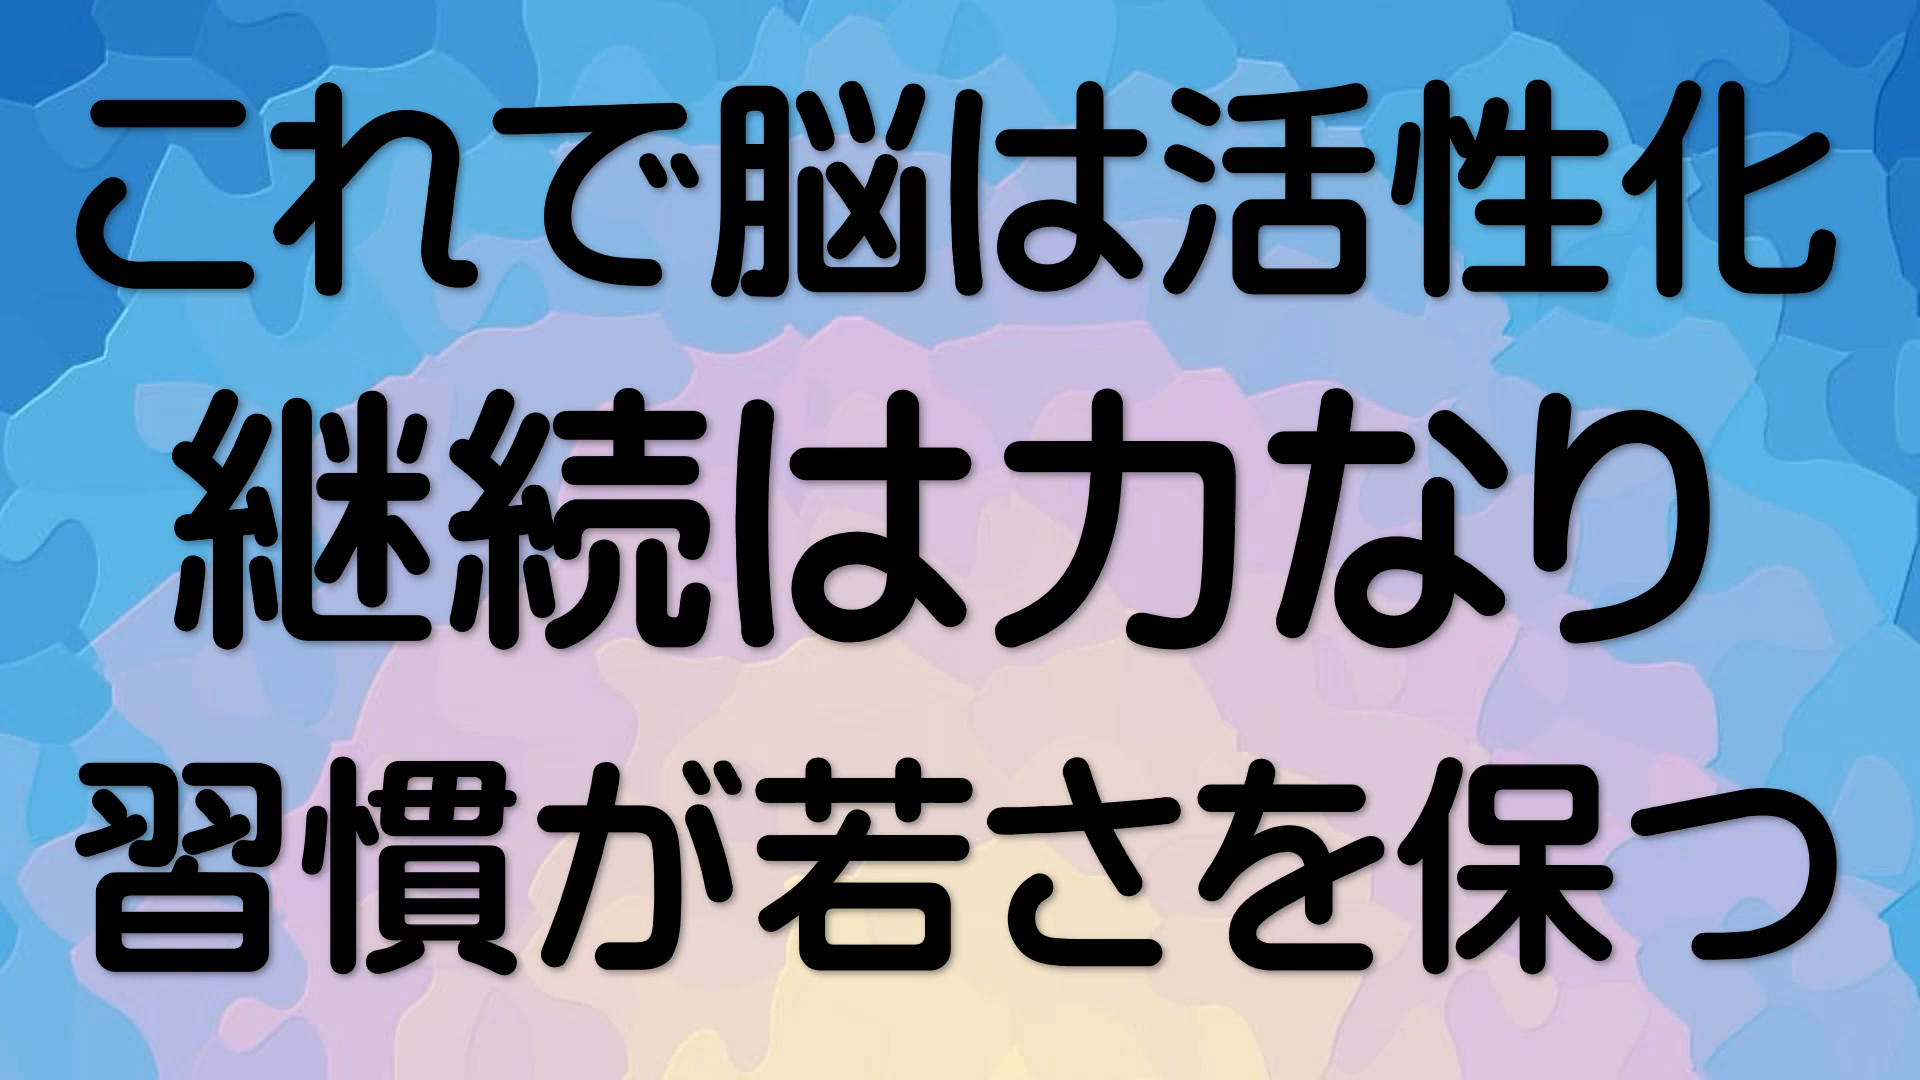 これで脳は活性化
継続は力なり
習慣が若さを保つ